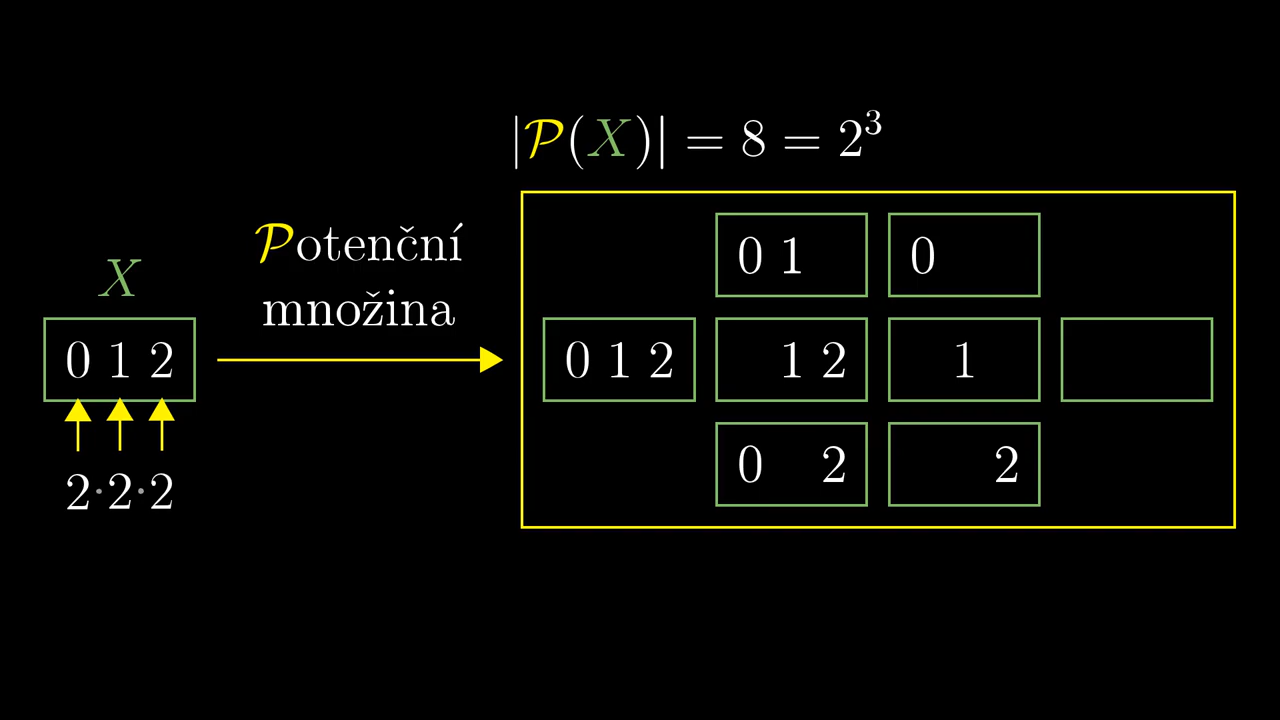 |𝒫(X)| = 8 = 2³
𝒫otenční
množina
X
0 1 2
2·2·2
0 1
0
0 1 2
1 2
1
0 2
2